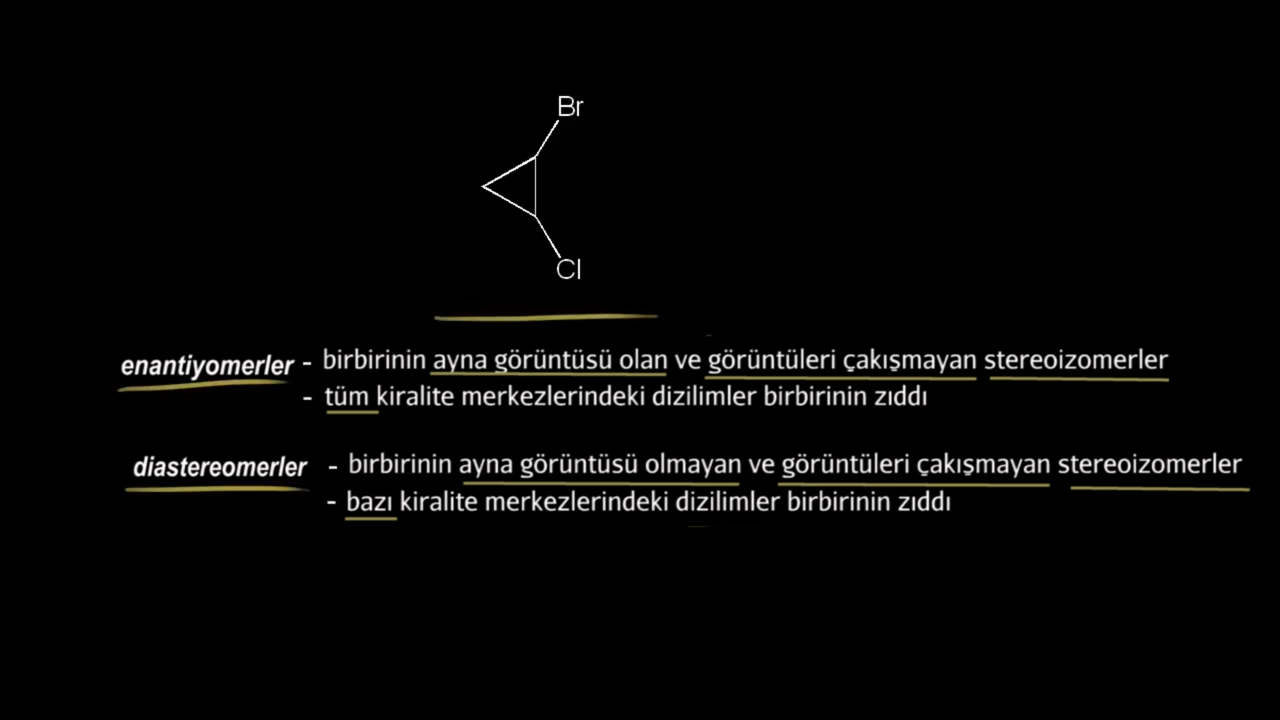 Br
Cl
enantiyomerler - birbirinin ayna görüntüsü olan ve görüntüleri çakışmayan stereoizomerler
- tüm kiralite merkezlerindeki dizilimler birbirinin zıddı
diastereomerler - birbirinin ayna görüntüsü olmayan ve görüntüleri çakışmayan stereoizomerler
- bazı kiralite merkezlerindeki dizilimler birbirinin zıddı